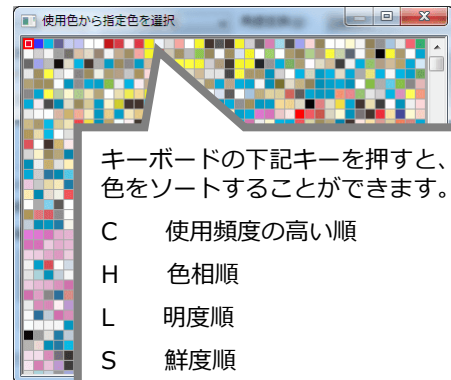 使用色から指定色を選択
キーボードの下記キーを押すと、
色をソートすることができます。
C 使用頻度の高い順
H 色相順
L 明度順
S 鮮度順